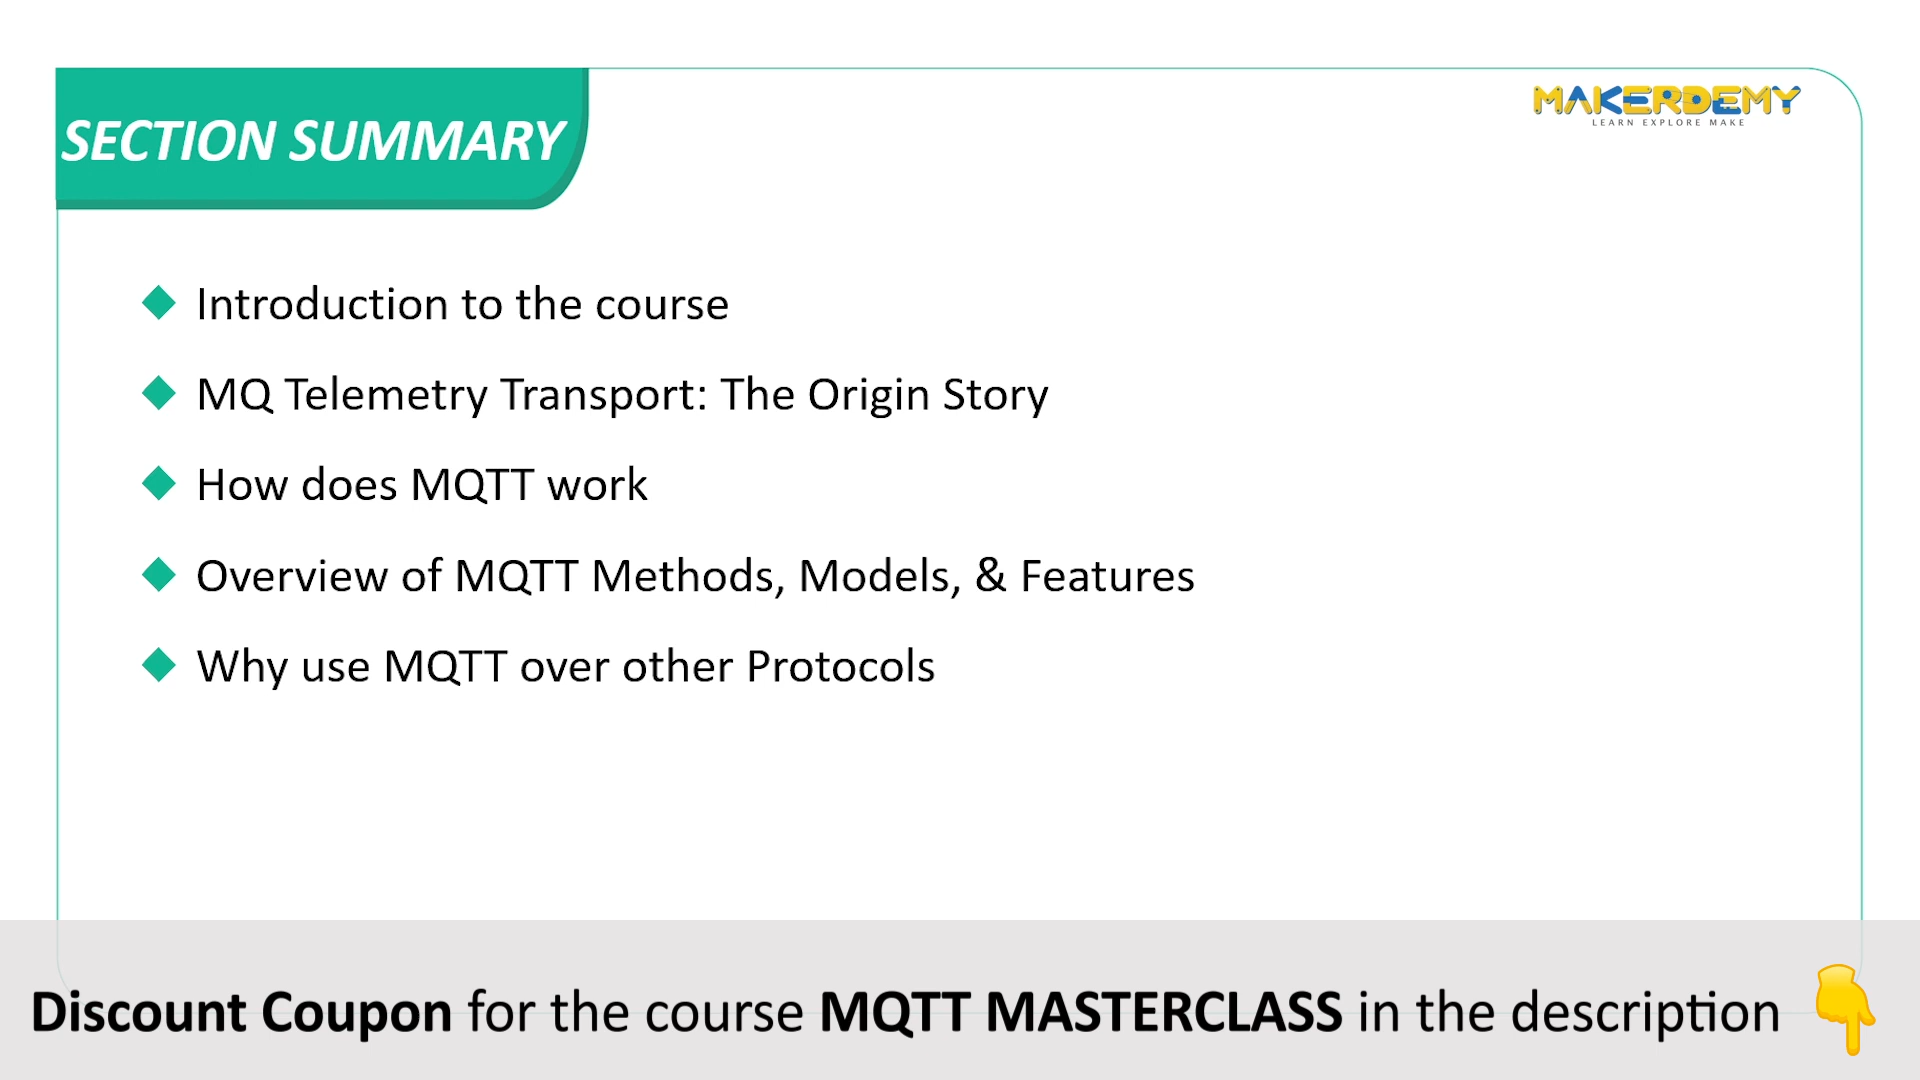 SECTION SUMMARY
MAKERDEMY
LEARN EXPLORE MAKE
Introduction to the course
MQ Telemetry Transport: The Origin Story
How does MQTT work
Overview of MQTT Methods, Models, & Features
Why use MQTT over other Protocols
Discount Coupon for the course MQTT MASTERCLASS in the description